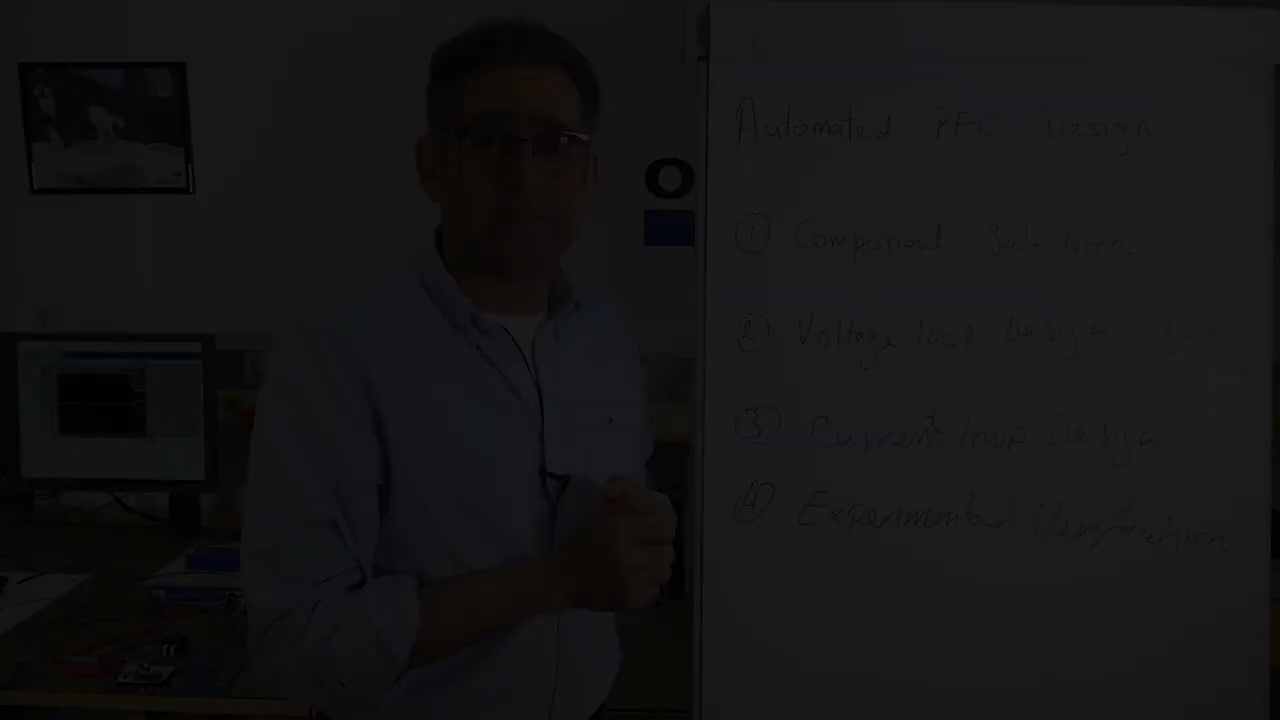 Automated PFC Design
① Component Selection
② Voltage loop Design
③ Current loop Design
④ Experimental Verification
O